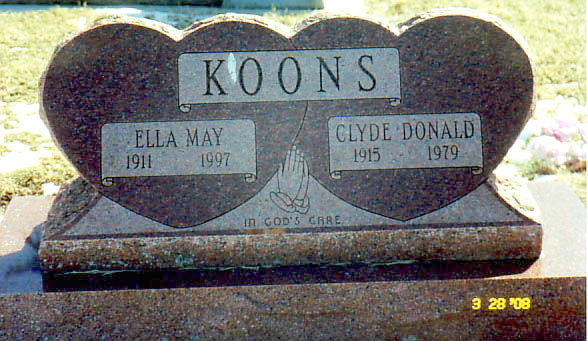 KOONS
ELLA MAY
1911 1997
CLYDE DONALD
1915 - 1979
IN GOD'S CARE
3 28 '08